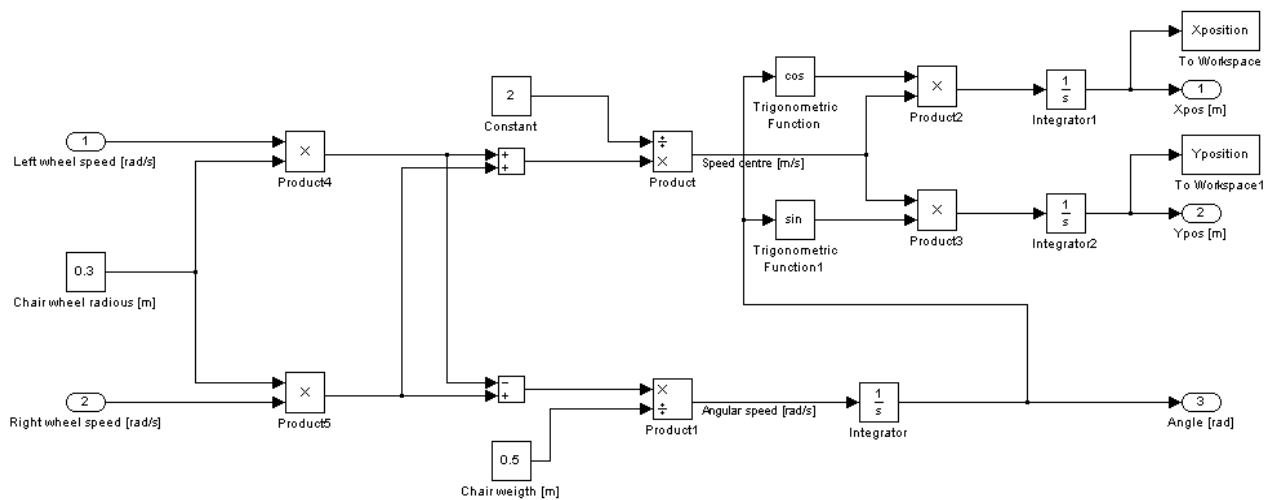 Xposition
To Workspace
cos
Trigonometric
Function
×
Product2
1
s
Integrator1
1
Xpos [m]
2
Constant
1
Left wheel speed [rad/s]
×
Product4
+
+
÷
×
Product
Speed centre [m/s]
Yposition
To Workspace1
sin
Trigonometric
Function1
×
Product3
1
s
Integrator2
2
Ypos [m]
0.3
Chair wheel radious [m]
2
Right wheel speed [rad/s]
×
Product5
−
+
×
÷
Product1
Angular speed [rad/s]
1
s
Integrator
3
Angle [rad]
0.5
Chair weigth [m]